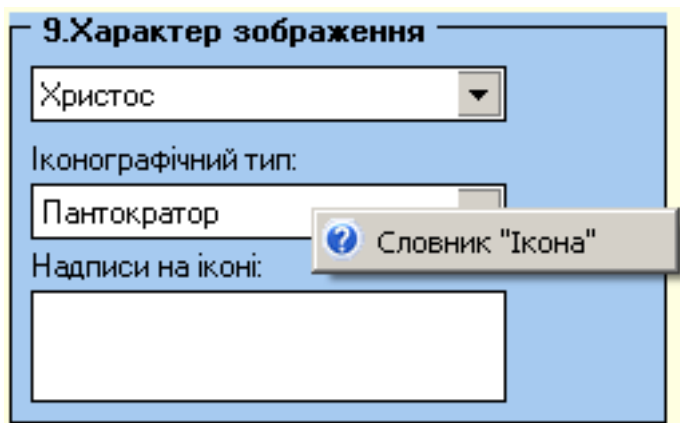 9.Характер зображення
Христос
Іконографічний тип:
Пантократор
Словник "Ікона"
Надписи на іконі: